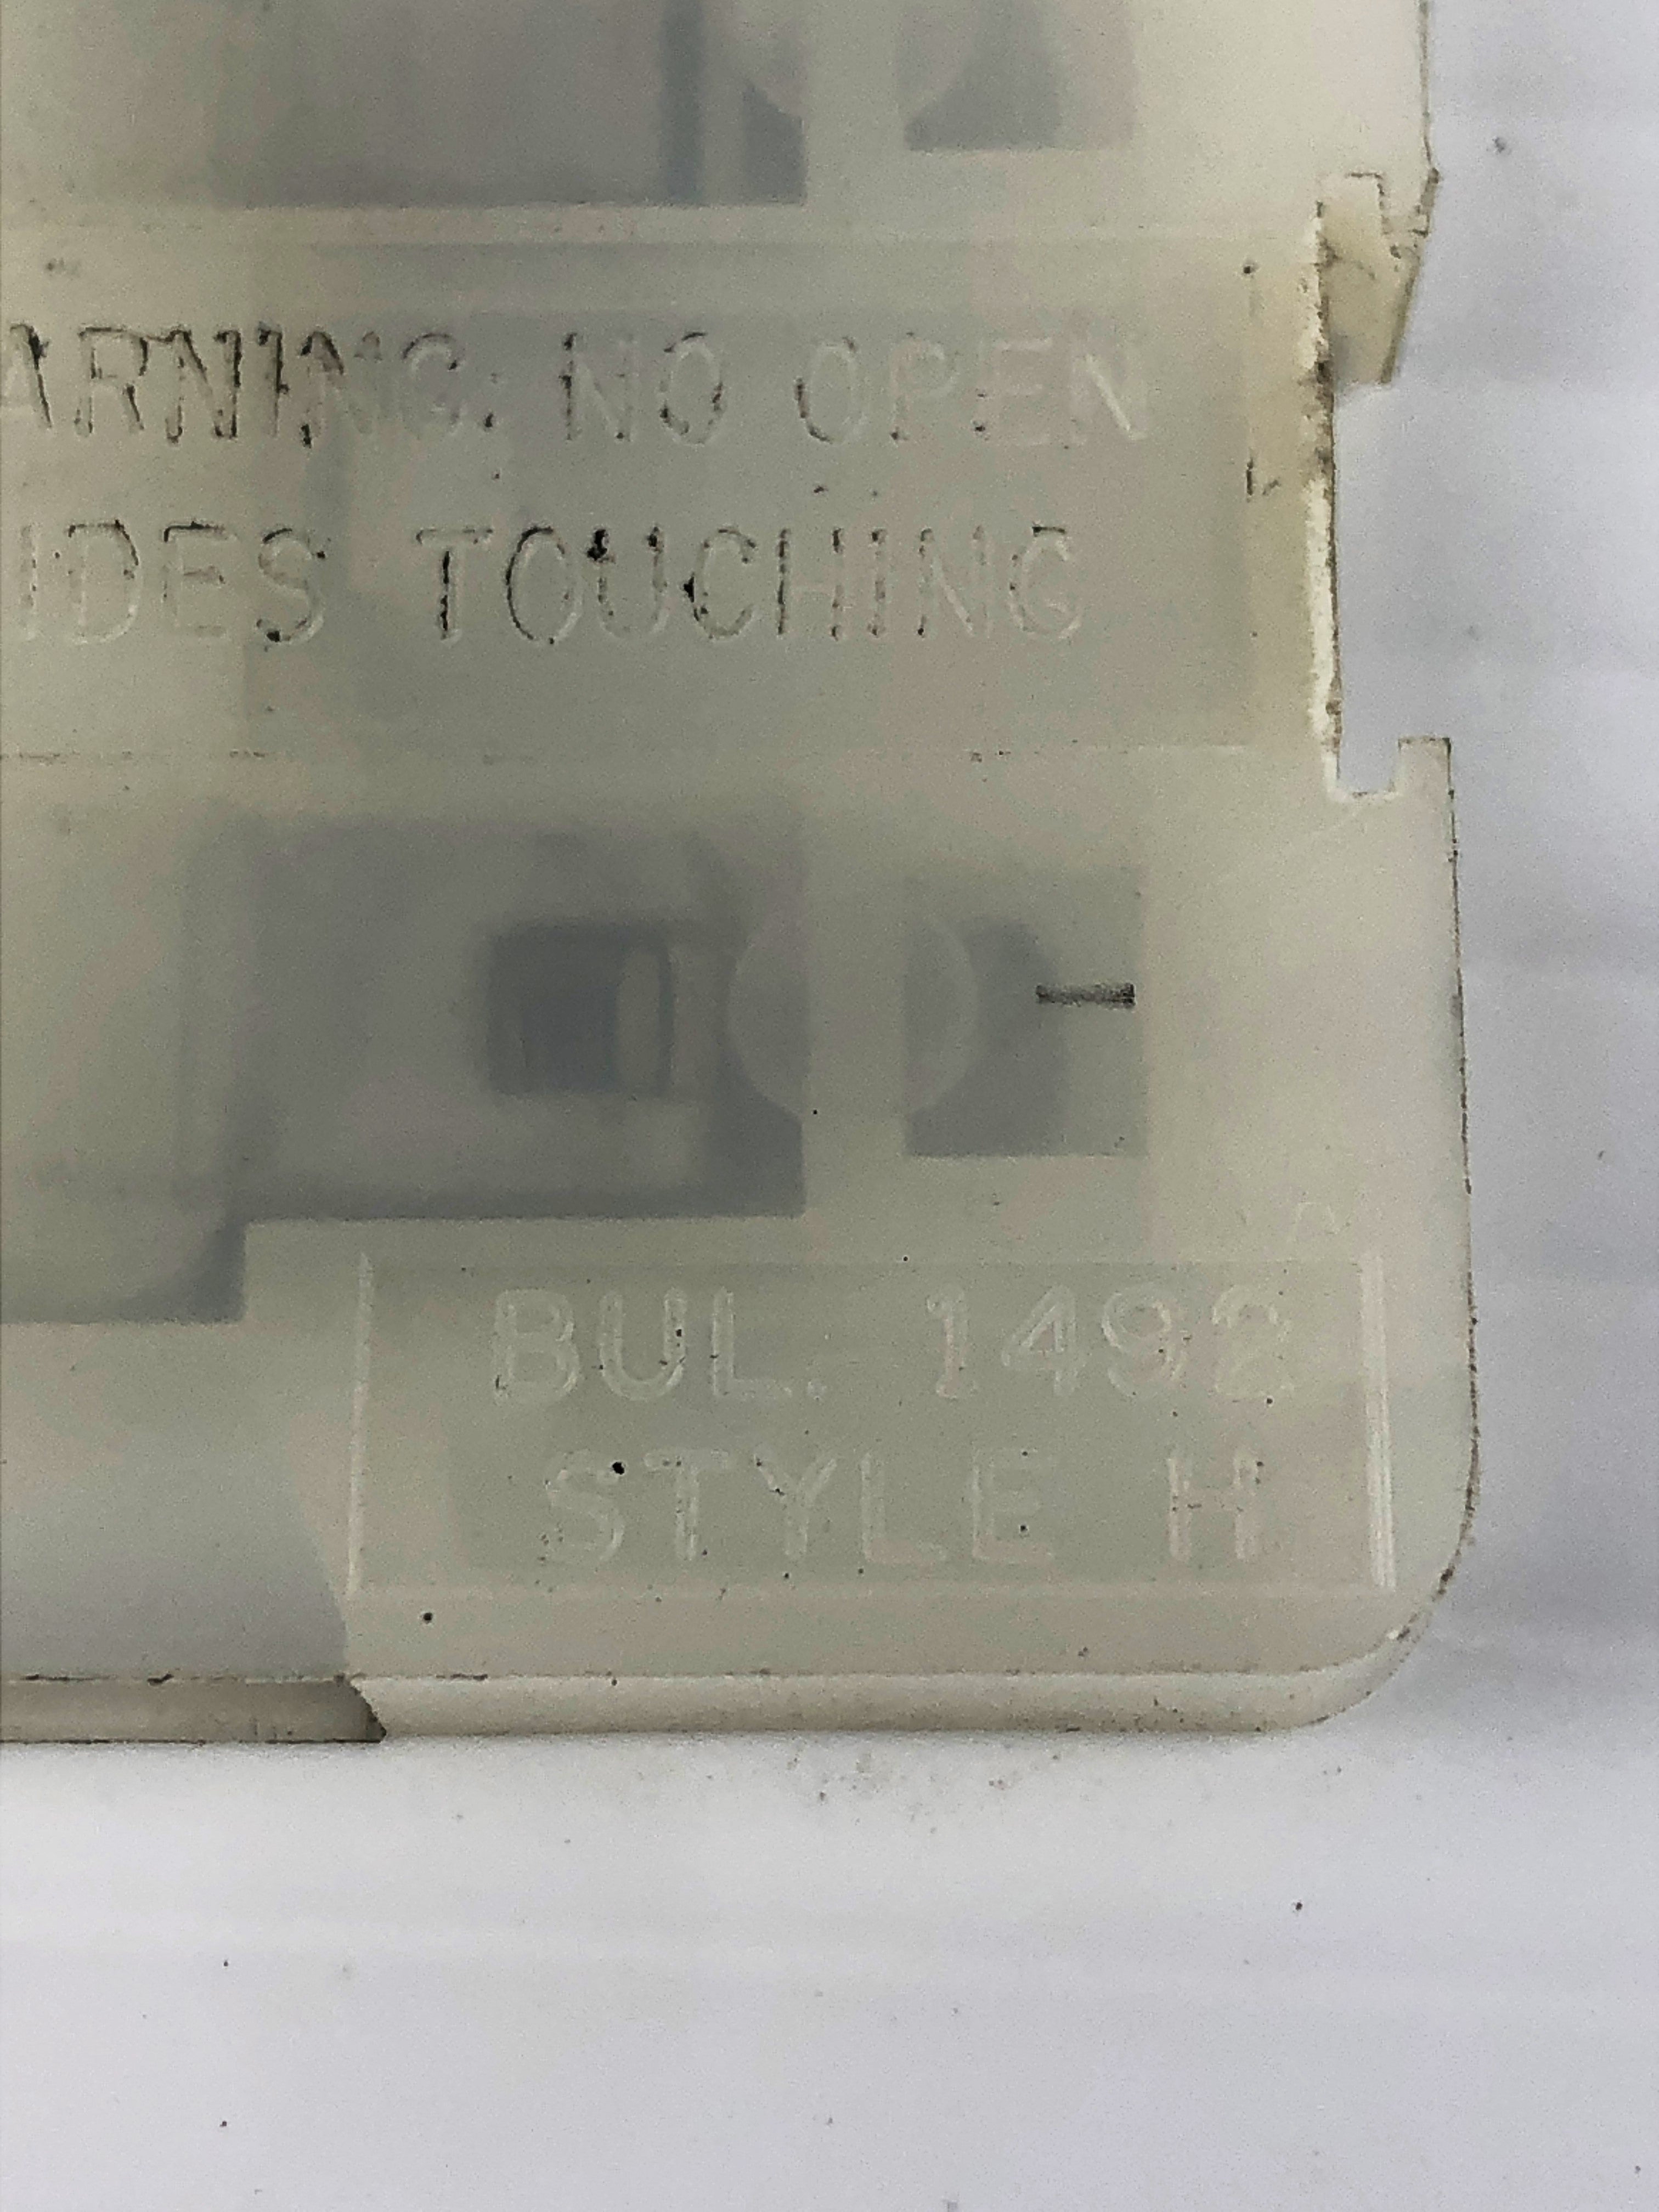 ARNING: NO OPEN
IDES TOUCHING
BUL. 1492
STYLE H